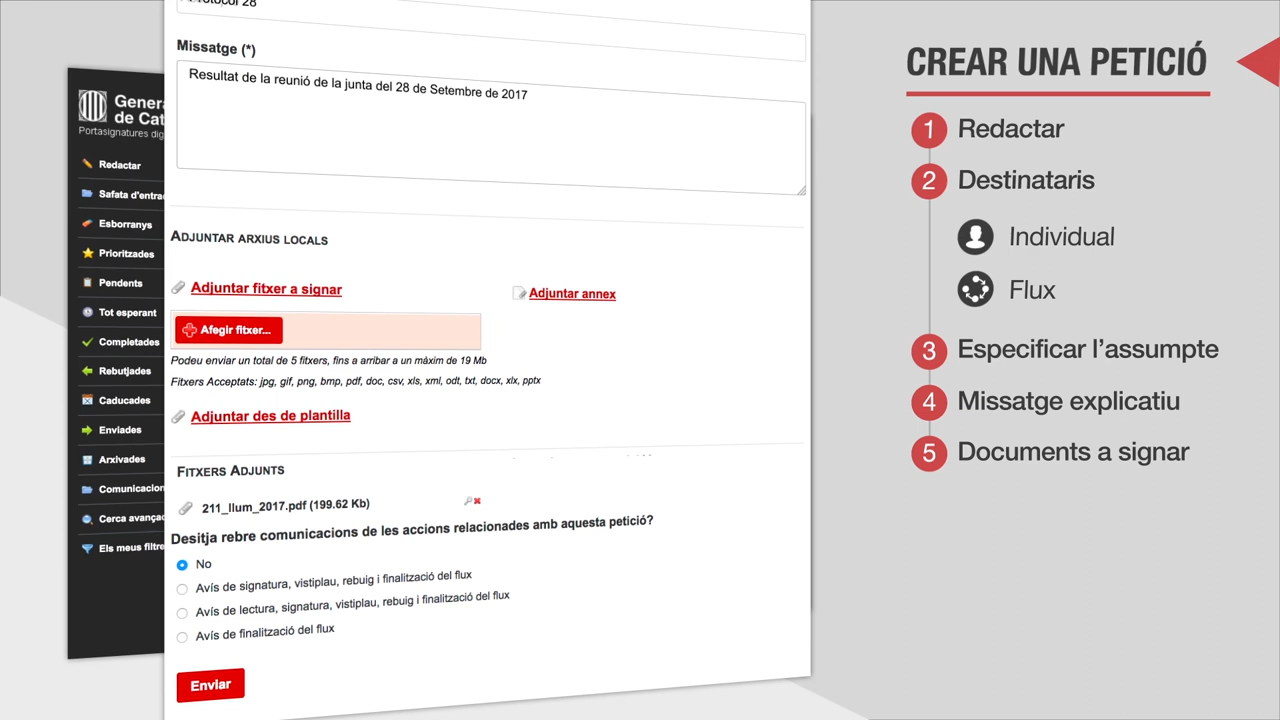 Protocol 28
Missatge (*)
Resultat de la reunió de la junta del 28 de Setembre de 2017
Genera
de Cat
Portasignatures dig
Redactar
Safata d'entra
Esborranys
Prioritzades
Pendents
Tot esperant
Completades
Rebutjades
Caducades
Enviades
Arxivades
Comunicacion
Cerca avança
Els meus filtre
ADJUNTAR ARXIUS LOCALS
Adjuntar fitxer a signar
Adjuntar annex
Afegir fitxer...
Podeu enviar un total de 5 fitxers, fins a arribar a un màxim de 19 Mb
Fitxers Acceptats: jpg, gif, png, bmp, pdf, doc, csv, xls, xml, odt, txt, docx, xlx, pptx
Adjuntar des de plantilla
FITXERS ADJUNTS
211_llum_2017.pdf (199.62 Kb)
Desitja rebre comunicacions de les accions relacionades amb aquesta petició?
No
Avís de signatura, vistiplau, rebuig i finalització del flux
Avís de lectura, signatura, vistiplau, rebuig i finalització del flux
Avís de finalització del flux
Enviar
CREAR UNA PETICIÓ
1 Redactar
2 Destinataris
Individual
Flux
3 Especificar l’assumpte
4 Missatge explicatiu
5 Documents a signar